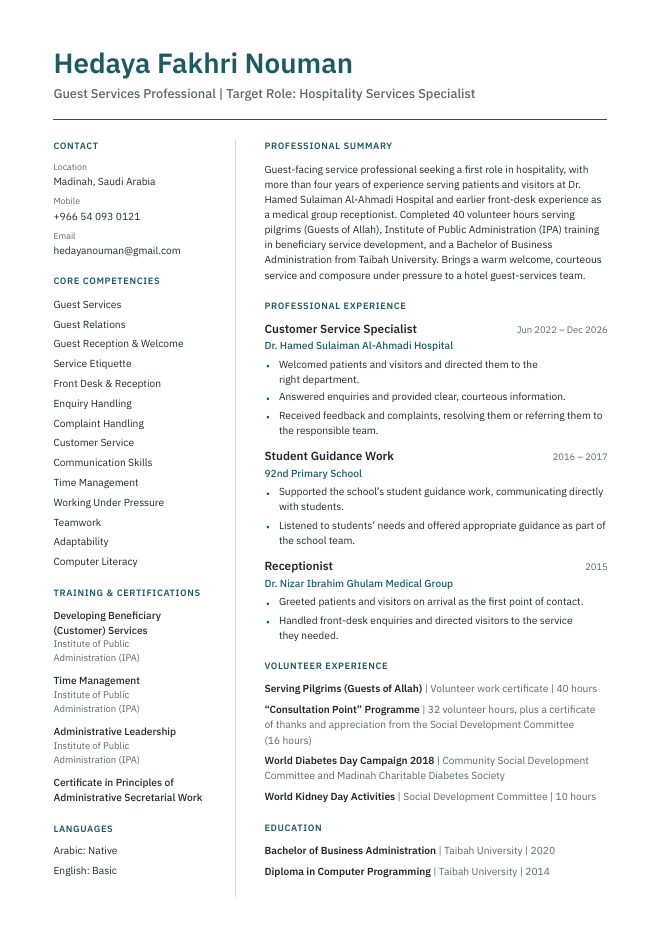 Hedaya Fakhri Nouman
Guest Services Professional | Target Role: Hospitality Services Specialist
CONTACT
Location
Madinah, Saudi Arabia
Mobile
+966 54 093 0121
Email
hedayanouman@gmail.com
CORE COMPETENCIES
Guest Services
Guest Relations
Guest Reception & Welcome
Service Etiquette
Front Desk & Reception
Enquiry Handling
Complaint Handling
Customer Service
Communication Skills
Time Management
Working Under Pressure
Teamwork
Adaptability
Computer Literacy
TRAINING & CERTIFICATIONS
Developing Beneficiary
(Customer) Services
Institute of Public
Administration (IPA)
Time Management
Institute of Public
Administration (IPA)
Administrative Leadership
Institute of Public
Administration (IPA)
Certificate in Principles of
Administrative Secretarial Work
LANGUAGES
Arabic: Native
English: Basic
PROFESSIONAL SUMMARY
Guest-facing service professional seeking a first role in hospitality, with
more than four years of experience serving patients and visitors at Dr.
Hamed Sulaiman Al-Ahmadi Hospital and earlier front-desk experience as
a medical group receptionist. Completed 40 volunteer hours serving
pilgrims (Guests of Allah), Institute of Public Administration (IPA) training
in beneficiary service development, and a Bachelor of Business
Administration from Taibah University. Brings a warm welcome, courteous
service and composure under pressure to a hotel guest-services team.
PROFESSIONAL EXPERIENCE
Customer Service Specialist Jun 2022 – Dec 2026
Dr. Hamed Sulaiman Al-Ahmadi Hospital
• Welcomed patients and visitors and directed them to the
right department.
• Answered enquiries and provided clear, courteous information.
• Received feedback and complaints, resolving them or referring them to
the responsible team.
Student Guidance Work 2016 – 2017
92nd Primary School
• Supported the school’s student guidance work, communicating directly
with students.
• Listened to students’ needs and offered appropriate guidance as part of
the school team.
Receptionist 2015
Dr. Nizar Ibrahim Ghulam Medical Group
• Greeted patients and visitors on arrival as the first point of contact.
• Handled front-desk enquiries and directed visitors to the service
they needed.
VOLUNTEER EXPERIENCE
Serving Pilgrims (Guests of Allah) | Volunteer work certificate | 40 hours
“Consultation Point” Programme | 32 volunteer hours, plus a certificate
of thanks and appreciation from the Social Development Committee
(16 hours)
World Diabetes Day Campaign 2018 | Community Social Development
Committee and Madinah Charitable Diabetes Society
World Kidney Day Activities | Social Development Committee | 10 hours
EDUCATION
Bachelor of Business Administration | Taibah University | 2020
Diploma in Computer Programming | Taibah University | 2014